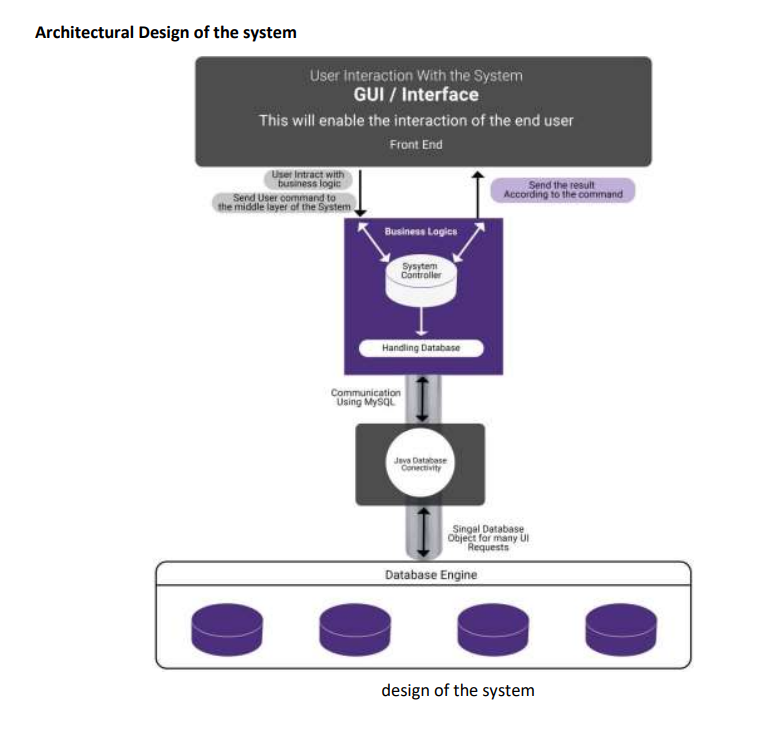 Architectural Design of the system
User Interaction With the System
GUI / Interface
This will enable the interaction of the end user
Front End
User Intract with
business logic
Send User command to
the middle layer of the System
Send the result
According to the command
Business Logics
Sysytem
Controller
Handling Database
Communication
Using MySQL
Java Database
Conectivity
Singal Database
Object for many UI
Requests
Database Engine
design of the system